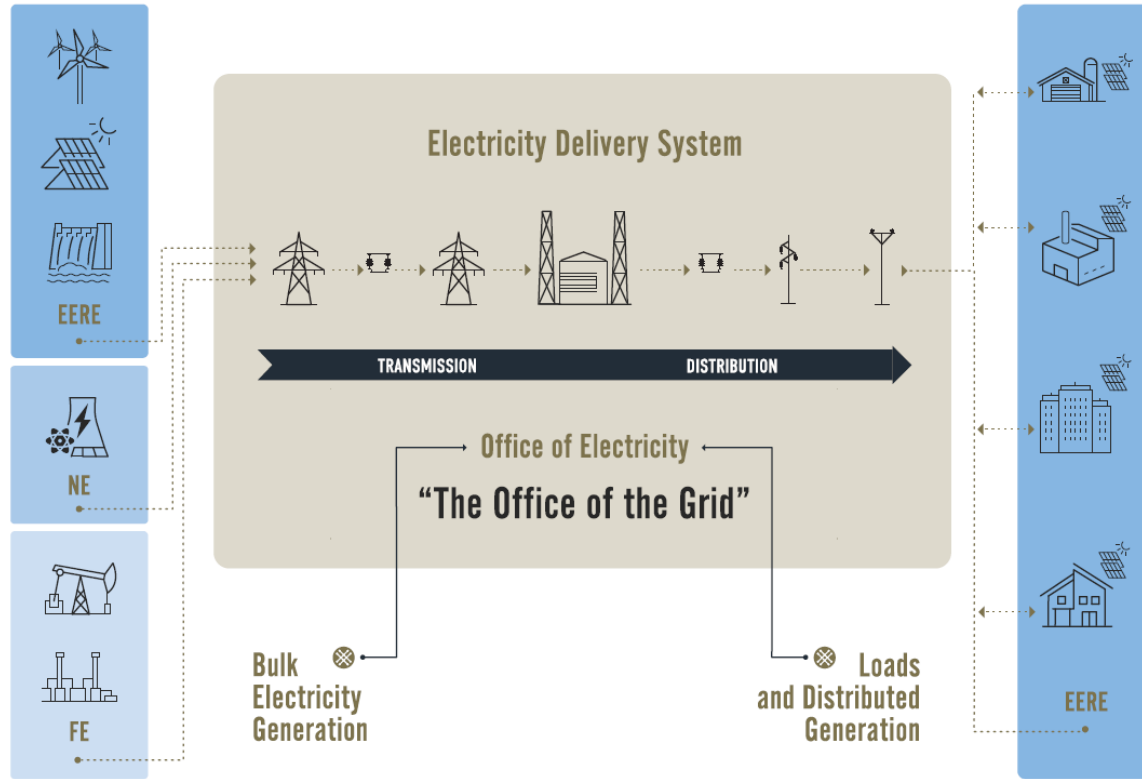 Electricity Delivery System
EERE
TRANSMISSION
DISTRIBUTION
NE
Office of Electricity
“The Office of the Grid”
FE
Bulk
Electricity
Generation
Loads
and Distributed
Generation
EERE